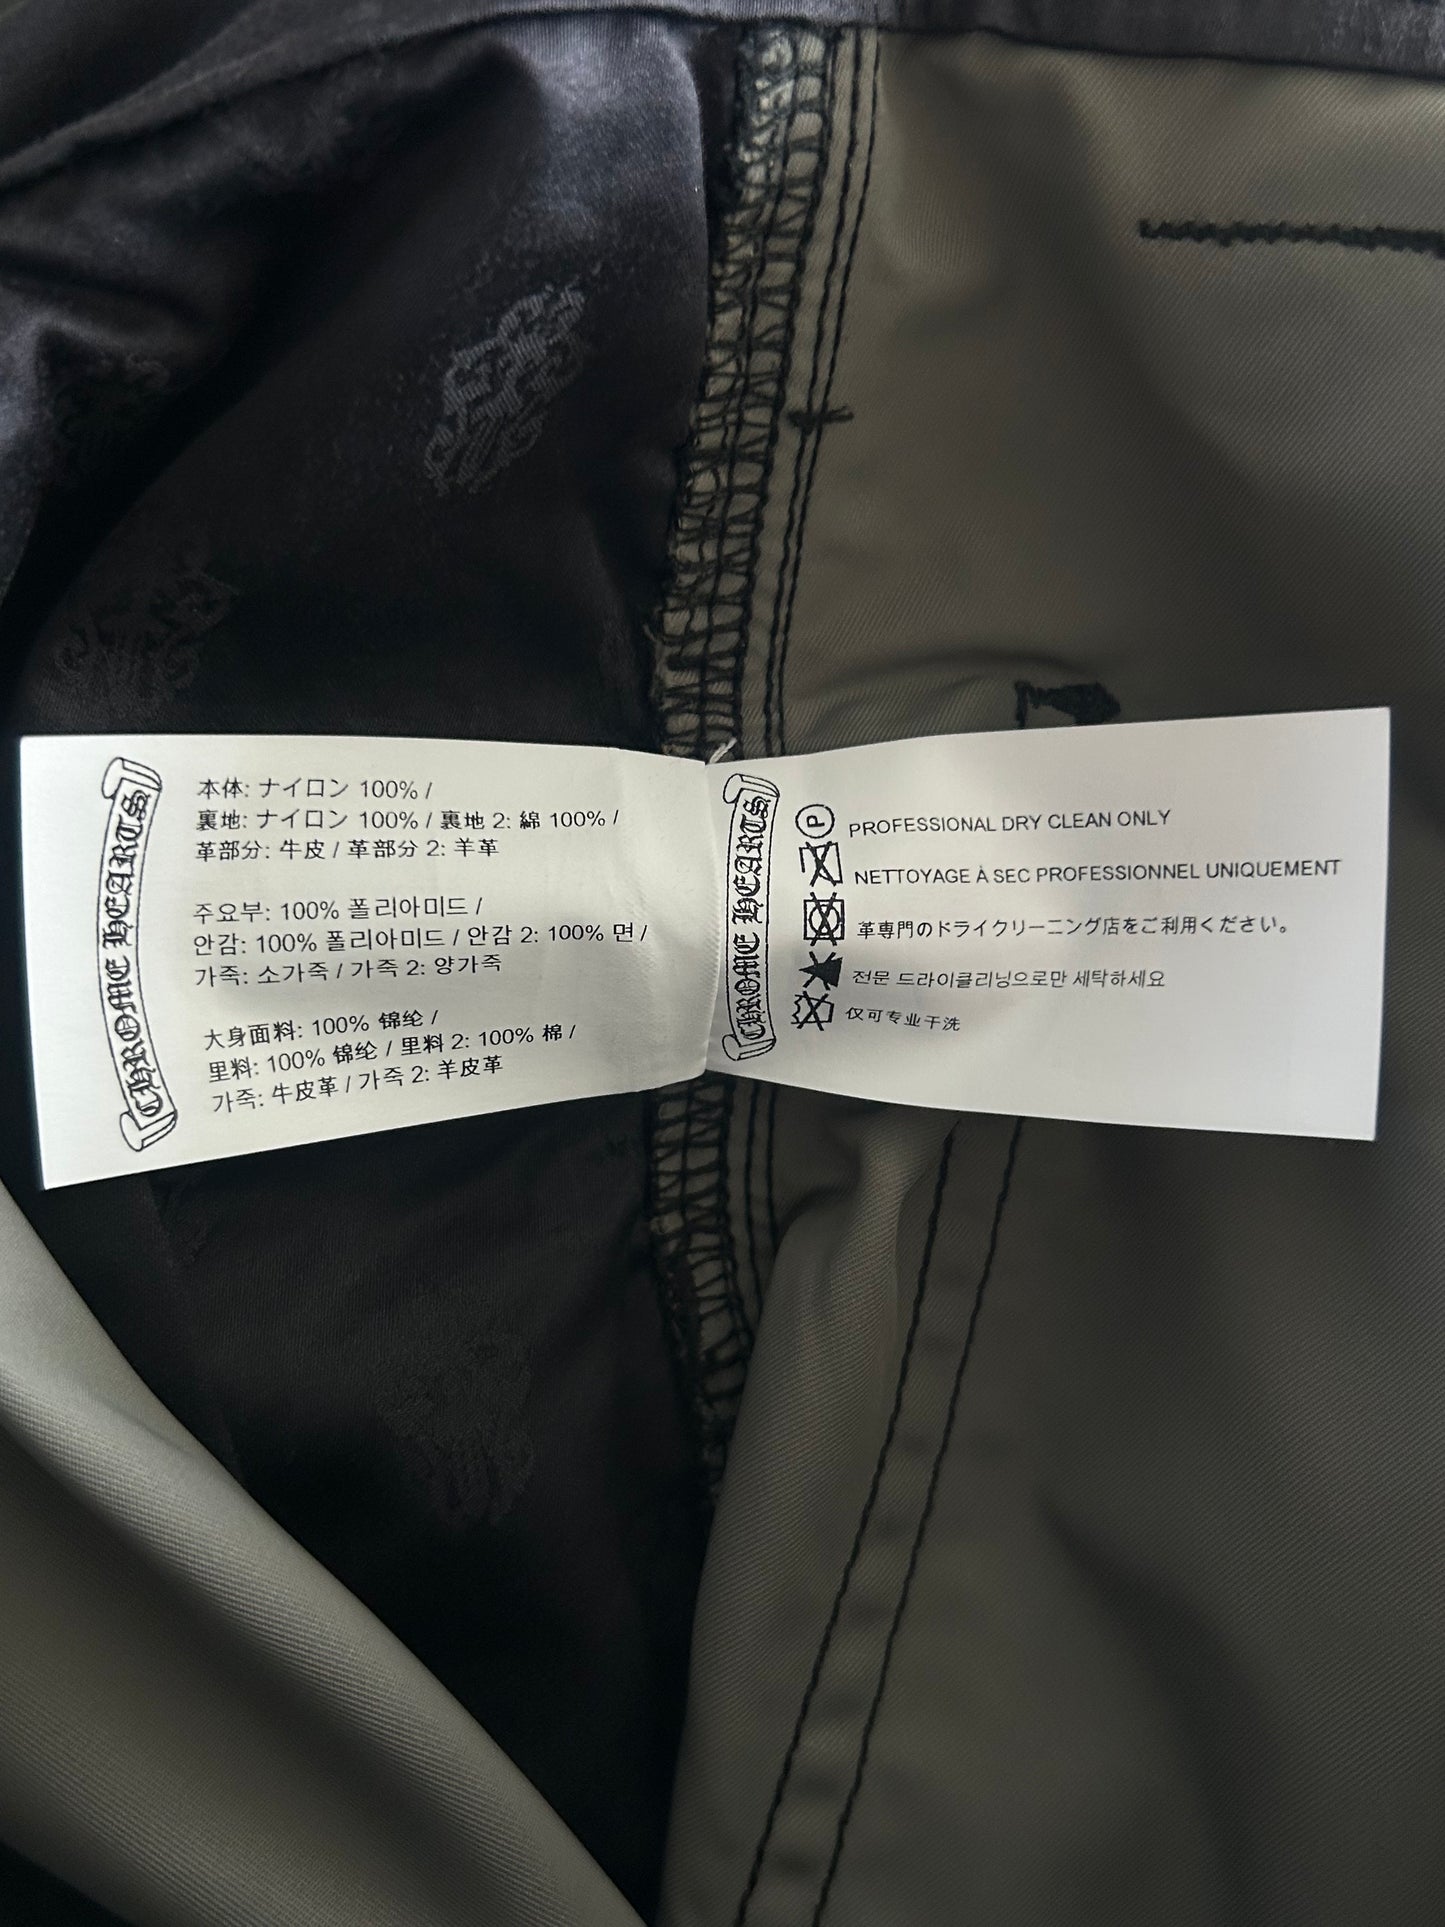 CHROME HEARTS
本体: ナイロン 100% /
裏地: ナイロン 100% / 裏地 2: 綿 100% /
革部分: 牛皮 / 革部分 2: 羊革
주요부: 100% 폴리아미드 /
안감: 100% 폴리아미드 / 안감 2: 100% 면 /
가죽: 소가죽 / 가죽 2: 양가죽
大身面料: 100% 锦纶 /
里料: 100% 锦纶 / 里料 2: 100% 棉 /
가죽: 牛皮革 / 가죽 2: 羊皮革
CHROME HEARTS
P PROFESSIONAL DRY CLEAN ONLY
NETTOYAGE À SEC PROFESSIONNEL UNIQUEMENT
革専門のドライクリーニング店をご利用ください。
전문 드라이클리닝으로만 세탁하세요
仅可专业干洗